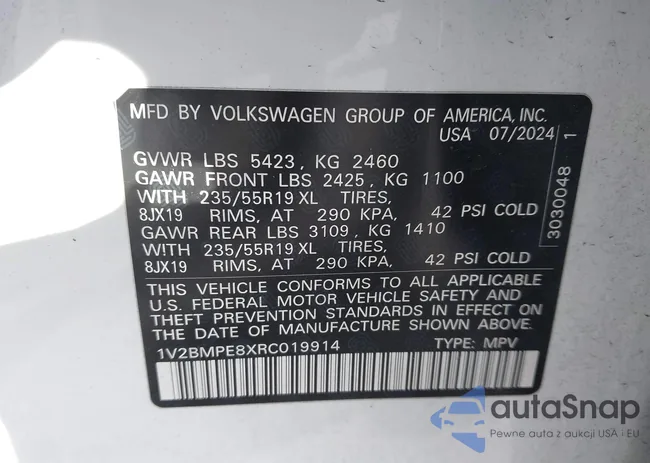 MFD BY VOLKSWAGEN GROUP OF AMERICA, INC.
USA 07/2024
GVWR LBS 5423, KG 2460
GAWR FRONT LBS 2425, KG 1100
WITH 235/55R19 XL TIRES,
8JX19 RIMS, AT 290 KPA, 42 PSI COLD
GAWR REAR LBS 3109, KG 1410
WITH 235/55R19 XL TIRES,
8JX19 RIMS, AT 290 KPA, 42 PSI COLD
THIS VEHICLE CONFORMS TO ALL APPLICABLE
U.S. FEDERAL MOTOR VEHICLE SAFETY AND
THEFT PREVENTION STANDARDS IN EFFECT ON
THE DATE OF MANUFACTURE SHOWN ABOVE.
1V2BMPE8XRC019914 TYPE: MPV
3030048 1
autaSnap
Pewne auta z aukcji USA i EU